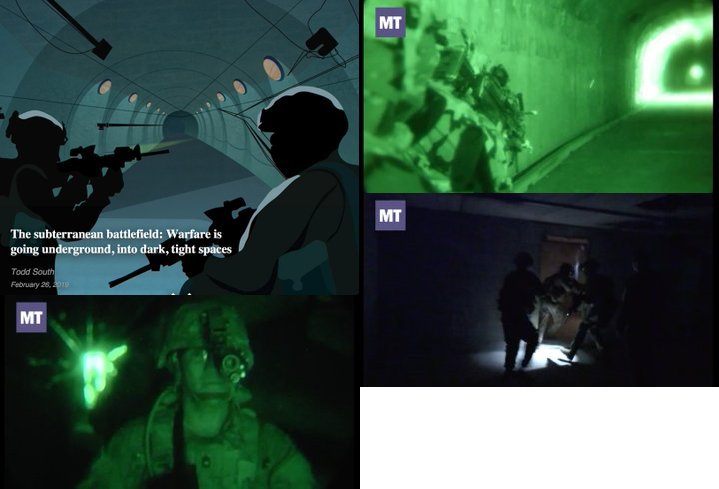 MT
The subterranean battlefield: Warfare is
going underground, into dark, tight spaces
Todd South
February 26, 2019
MT
MT